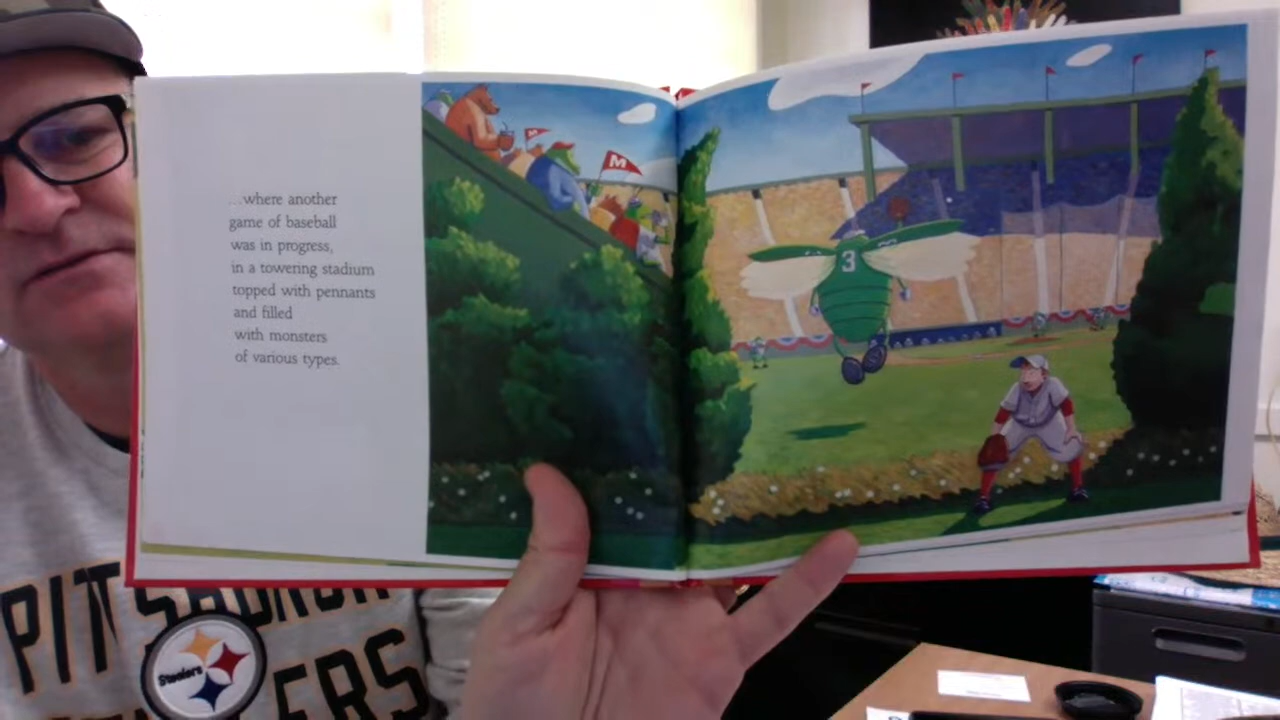 ...where another
game of baseball
was in progress,
in a towering stadium
topped with pennants
and filled
with monsters
of various types.
M
M
3
PITTSBURGH
Steelers